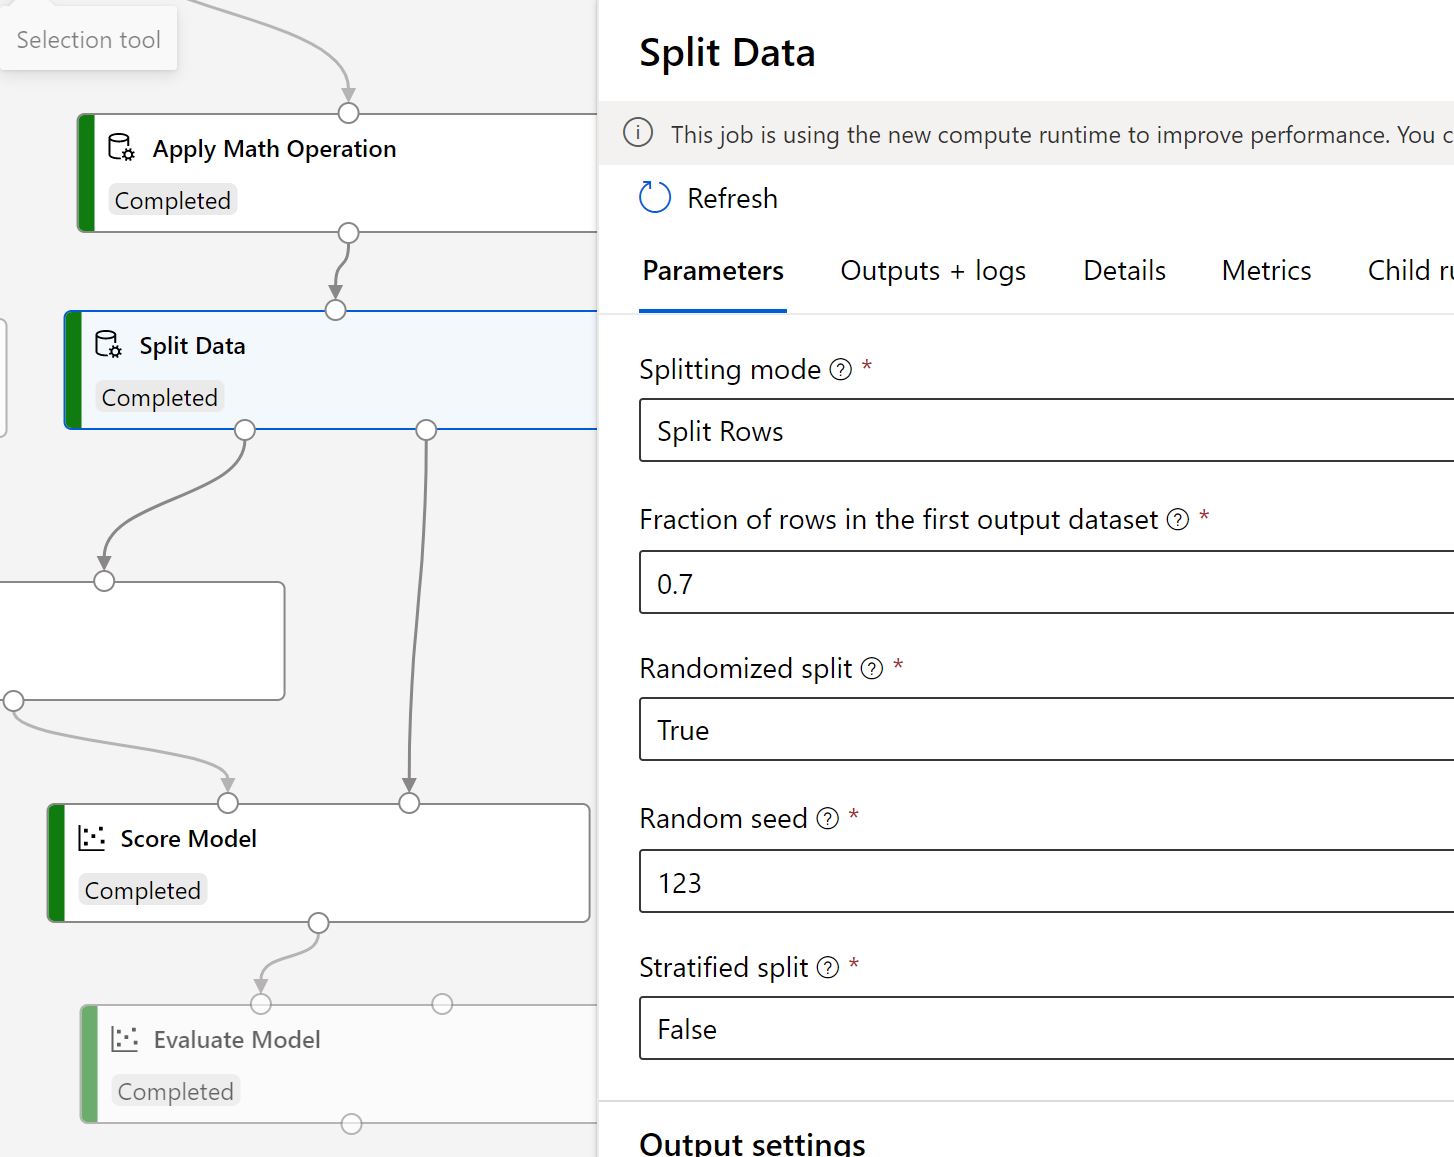 Selection tool
Apply Math Operation
Completed
Split Data
Completed
Score Model
Completed
Evaluate Model
Completed
Split Data
This job is using the new compute runtime to improve performance. You c
Refresh
Parameters Outputs + logs Details Metrics Child ru
Splitting mode *
Split Rows
Fraction of rows in the first output dataset *
0.7
Randomized split *
True
Random seed *
123
Stratified split *
False
Output settings